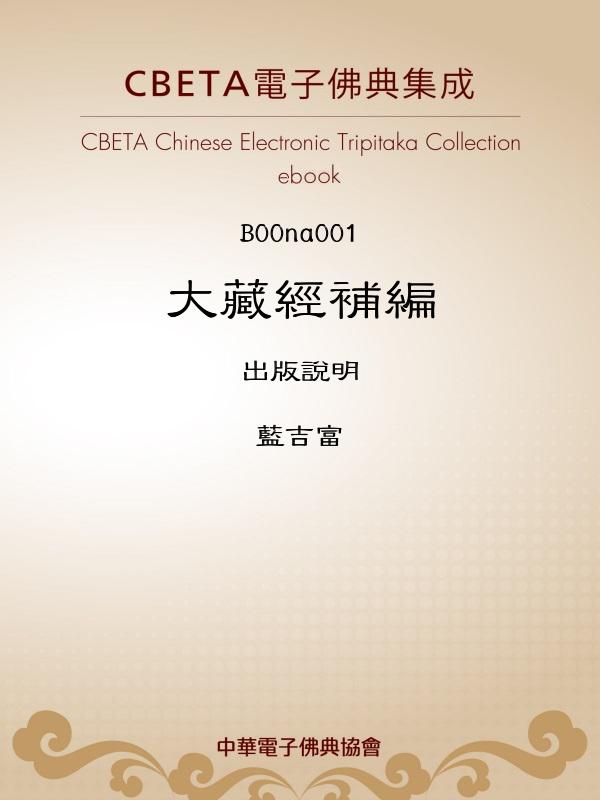 CBETA電子佛典集成
CBETA Chinese Electronic Tripitaka Collection
ebook
B00na001
大藏經補編
出版說明
藍吉富
中華電子佛典協會